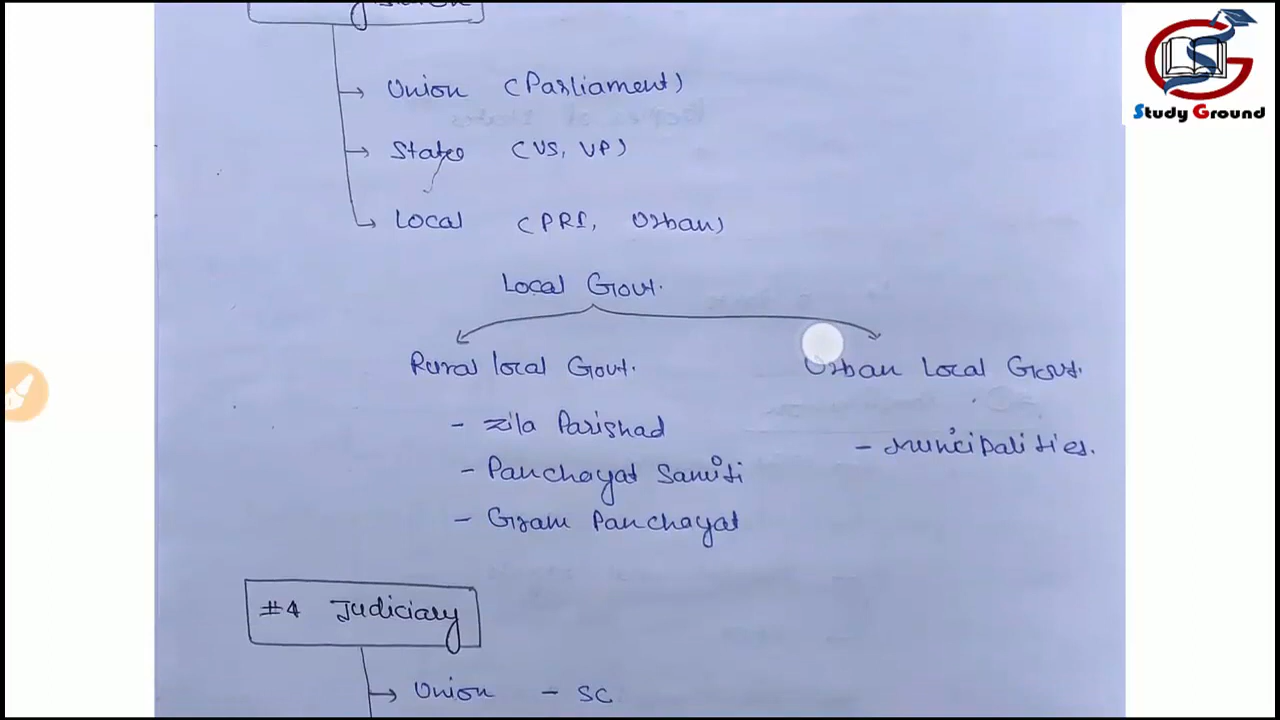 Union (Parliament)
States (VS, VP)
Local (PRI, Urban)
Local Govt.
Rural local Govt.
Urban Local Govt.
- Zila Parishad
- Municipalities.
- Panchayat Samiti
- Gram Panchayat
#4 Judiciary
Union - SC
Study Ground